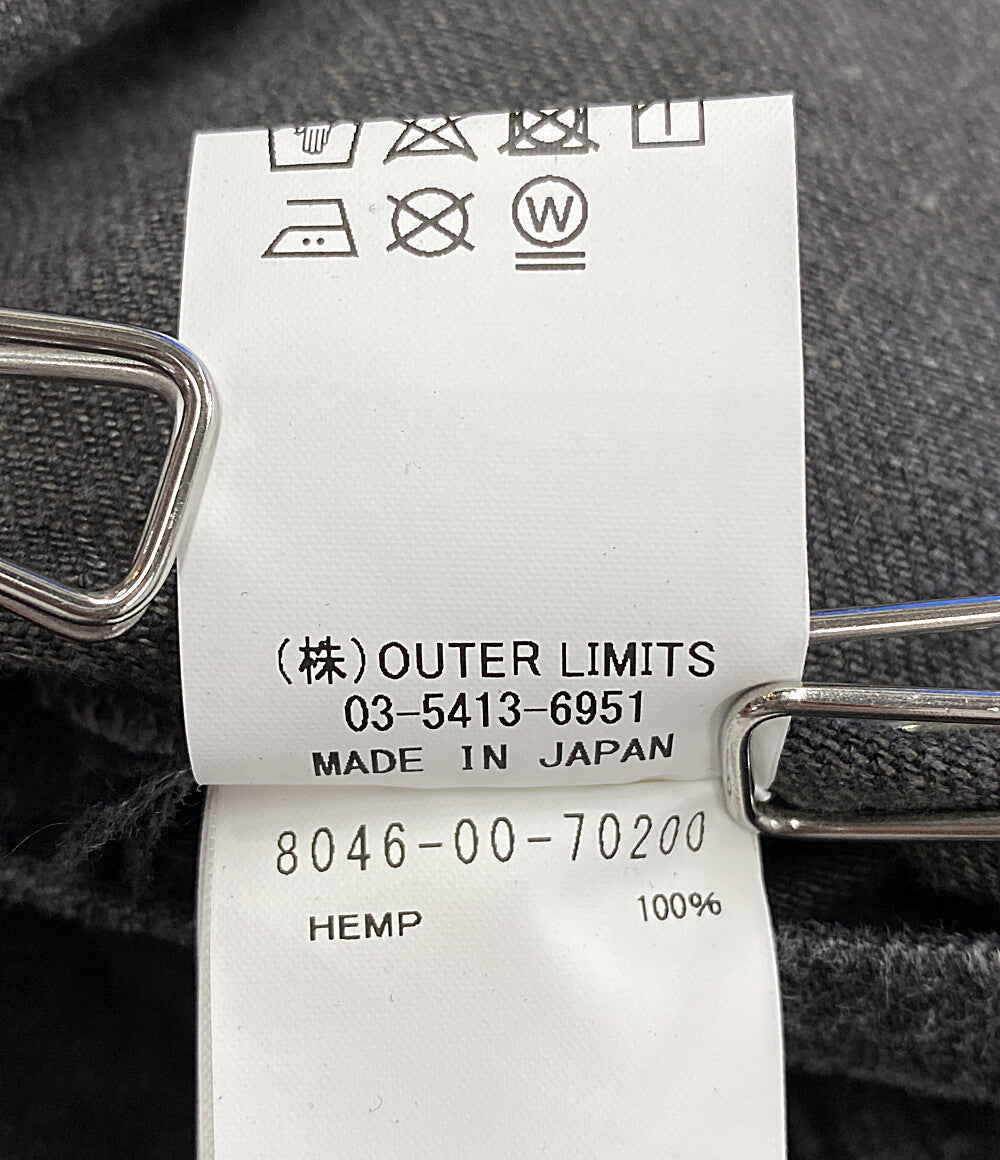 W
(株)OUTER LIMITS
03-5413-6951
MADE IN JAPAN
8046-00-70200
HEMP 100%